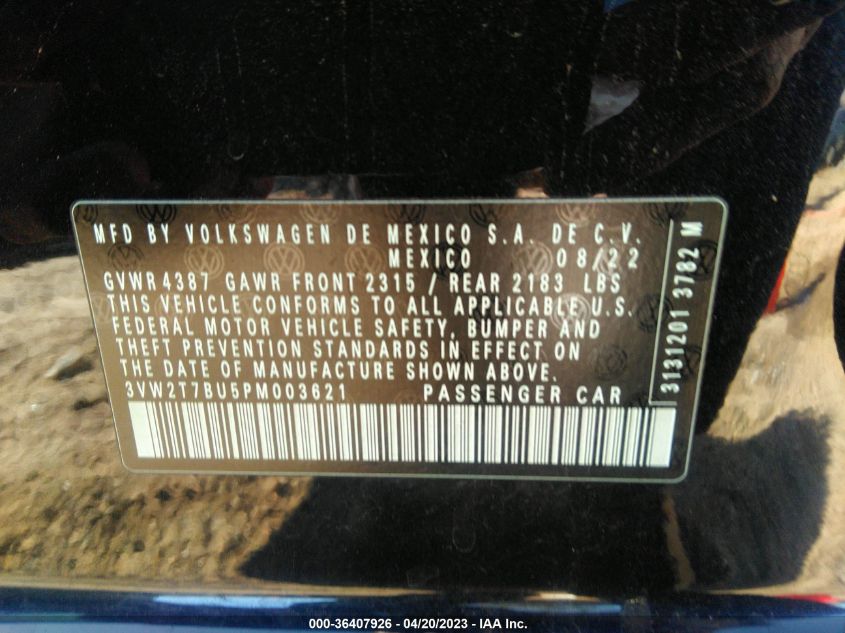 MFD BY VOLKSWAGEN DE MEXICO S.A. DE C.V.
MEXICO 08/22
GVWR 4387 GAWR FRONT 2315 / REAR 2183 LBS
THIS VEHICLE CONFORMS TO ALL APPLICABLE U.S.
FEDERAL MOTOR VEHICLE SAFETY, BUMPER AND
THEFT PREVENTION STANDARDS IN EFFECT ON
THE DATE OF MANUFACTURE SHOWN ABOVE.
3VW2T7BU5PM003621 PASSENGER CAR
3131201 3782 M
000-36407926 - 04/20/2023 - IAA Inc.